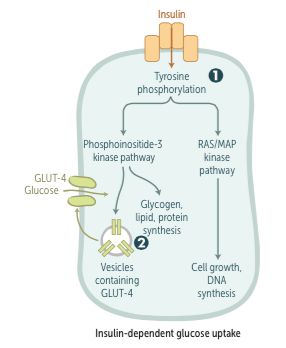 Insulin
Tyrosine
phosphorylation
1
Phosphoinositide-3
kinase pathway
RAS/MAP
kinase
pathway
GLUT-4
Glucose
Glycogen,
lipid, protein
synthesis
2
Vesicles
containing
GLUT-4
Cell growth,
DNA
synthesis
Insulin-dependent glucose uptake